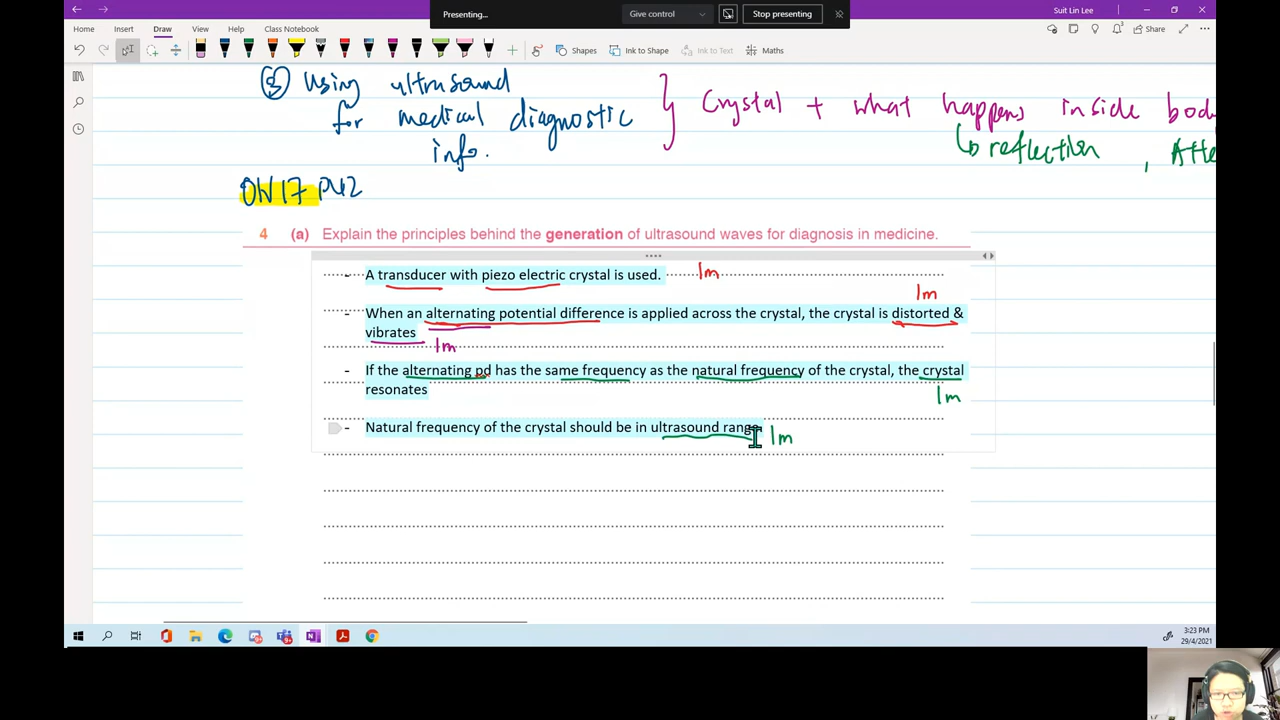 Presenting...
Give control
Stop presenting
Suit Lin Lee
Home Insert Draw View Help Class Notebook
Share
Shapes Ink to Shape Ink to Text Maths
③ Using ultrasound } Crystal + what happens inside bod
for medical diagnostic ↳ reflection , Atte
info.
ON17 P42
4 (a) Explain the principles behind the generation of ultrasound waves for diagnosis in medicine.
- A transducer with piezo electric crystal is used. 1m
1m
- When an alternating potential difference is applied across the crystal, the crystal is distorted &
vibrates 1m
- If the alternating pd has the same frequency as the natural frequency of the crystal, the crystal
resonates 1m
- Natural frequency of the crystal should be in ultrasound range 1m
3:23 PM
29/4/2021